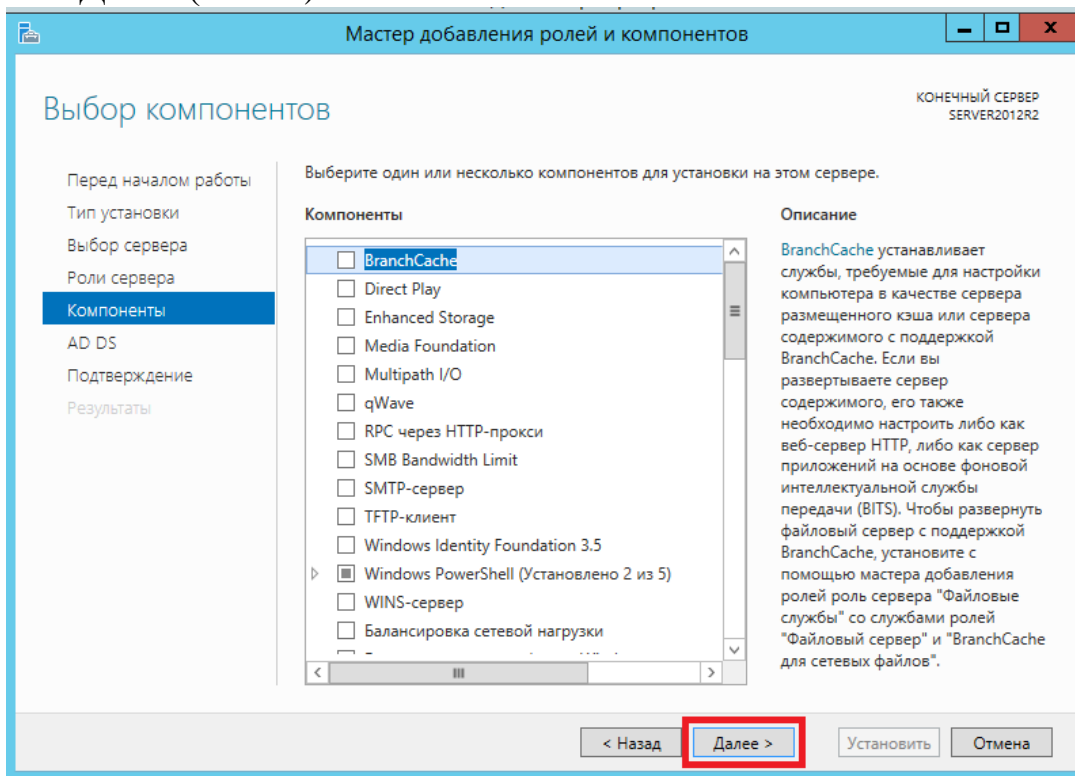 Мастер добавления ролей и компонентов
Выбор компонентов
КОНЕЧНЫЙ СЕРВЕР
SERVER2012R2
Перед началом работы
Тип установки
Выбор сервера
Роли сервера
Компоненты
AD DS
Подтверждение
Результаты
Выберите один или несколько компонентов для установки на этом сервере.
Компоненты
BranchCache
Direct Play
Enhanced Storage
Media Foundation
Multipath I/O
qWave
RPC через HTTP-прокси
SMB Bandwidth Limit
SMTP-сервер
TFTP-клиент
Windows Identity Foundation 3.5
Windows PowerShell (Установлено 2 из 5)
WINS-сервер
Балансировка сетевой нагрузки
Описание
BranchCache устанавливает
службы, требуемые для настройки
компьютера в качестве сервера
размещенного кэша или сервера
содержимого с поддержкой
BranchCache. Если вы
развертываете сервер
содержимого, его также
необходимо настроить либо как
веб-сервер HTTP, либо как сервер
приложений на основе фоновой
интеллектуальной службы
передачи (BITS). Чтобы развернуть
файловый сервер с поддержкой
BranchCache, установите с
помощью мастера добавления
ролей роль сервера "Файловые
службы" со службами ролей
"Файловый сервер" и "BranchCache
для сетевых файлов".
< Назад
Далее >
Установить
Отмена